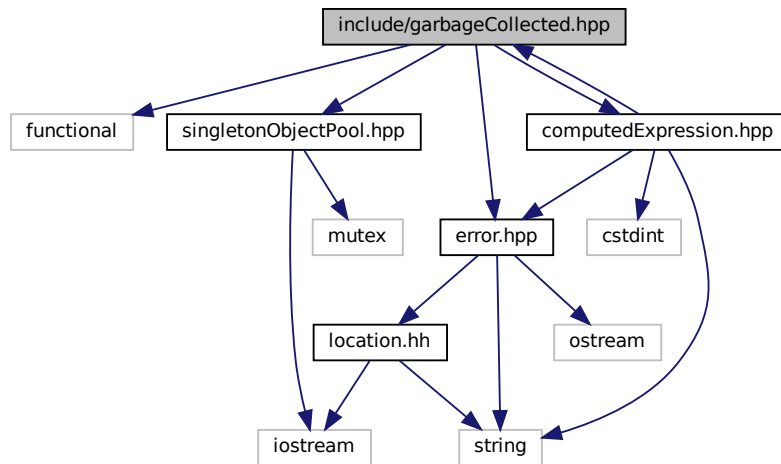 include/garbageCollected.hpp
functional
singletonObjectPool.hpp
computedExpression.hpp
mutex
error.hpp
cstdint
location.hh
ostream
iostream
string